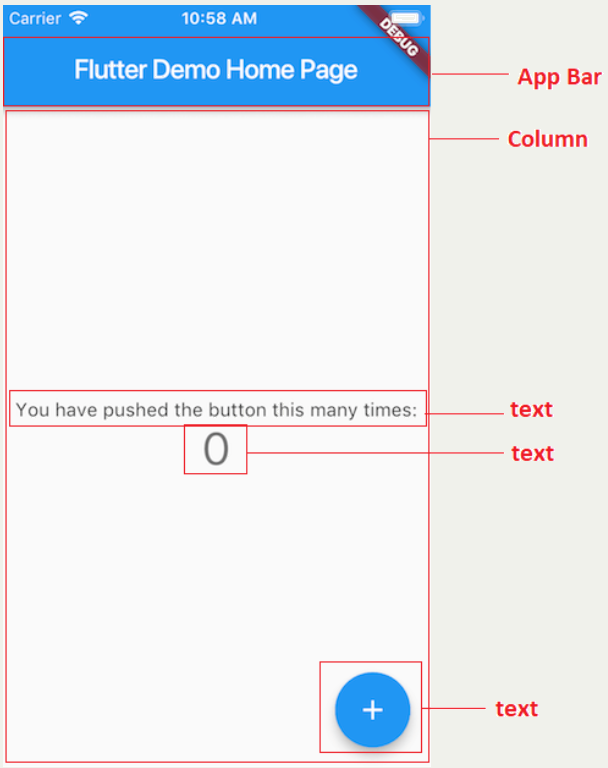 Carrier 10:58 AM
DEBUG
Flutter Demo Home Page
App Bar
Column
You have pushed the button this many times:
text
0
text
+
text